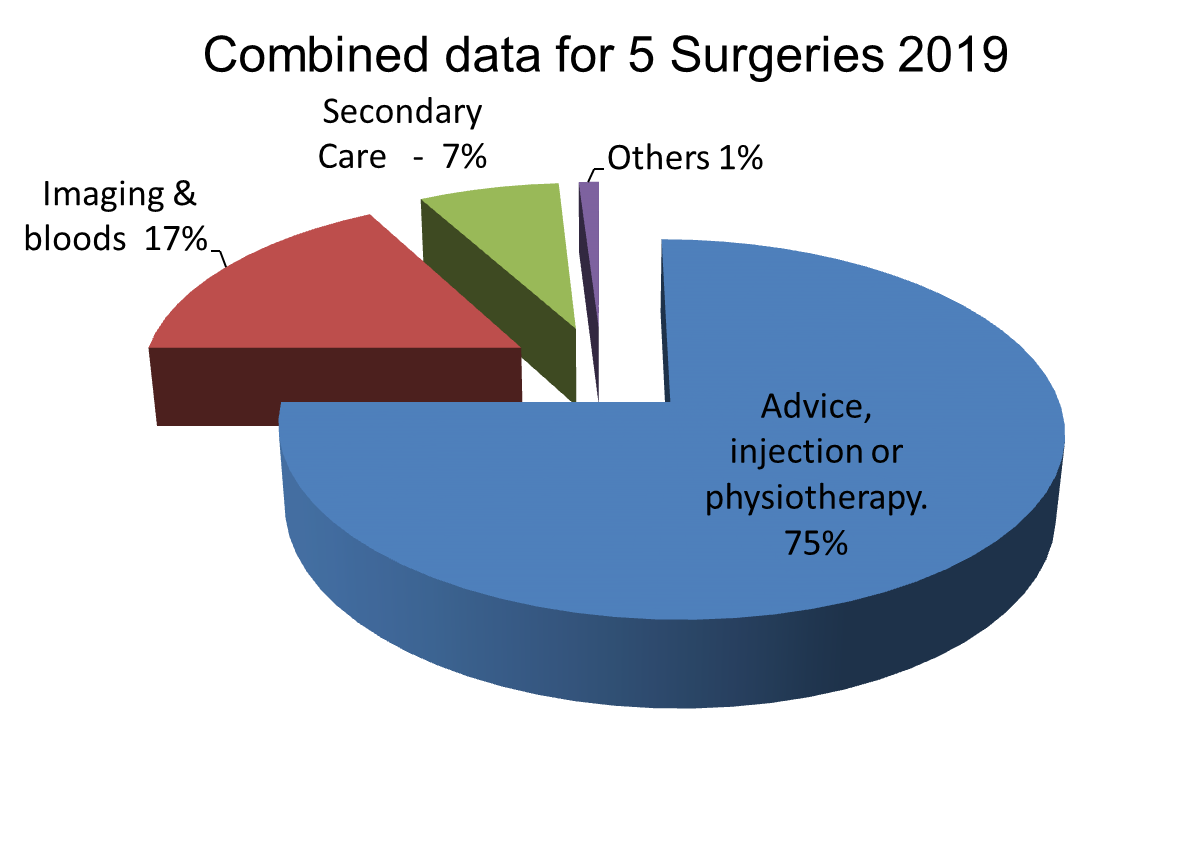 Combined data for 5 Surgeries 2019
Secondary
Care - 7%
Others 1%
Imaging &
bloods 17%
Advice,
injection or
physiotherapy.
75%